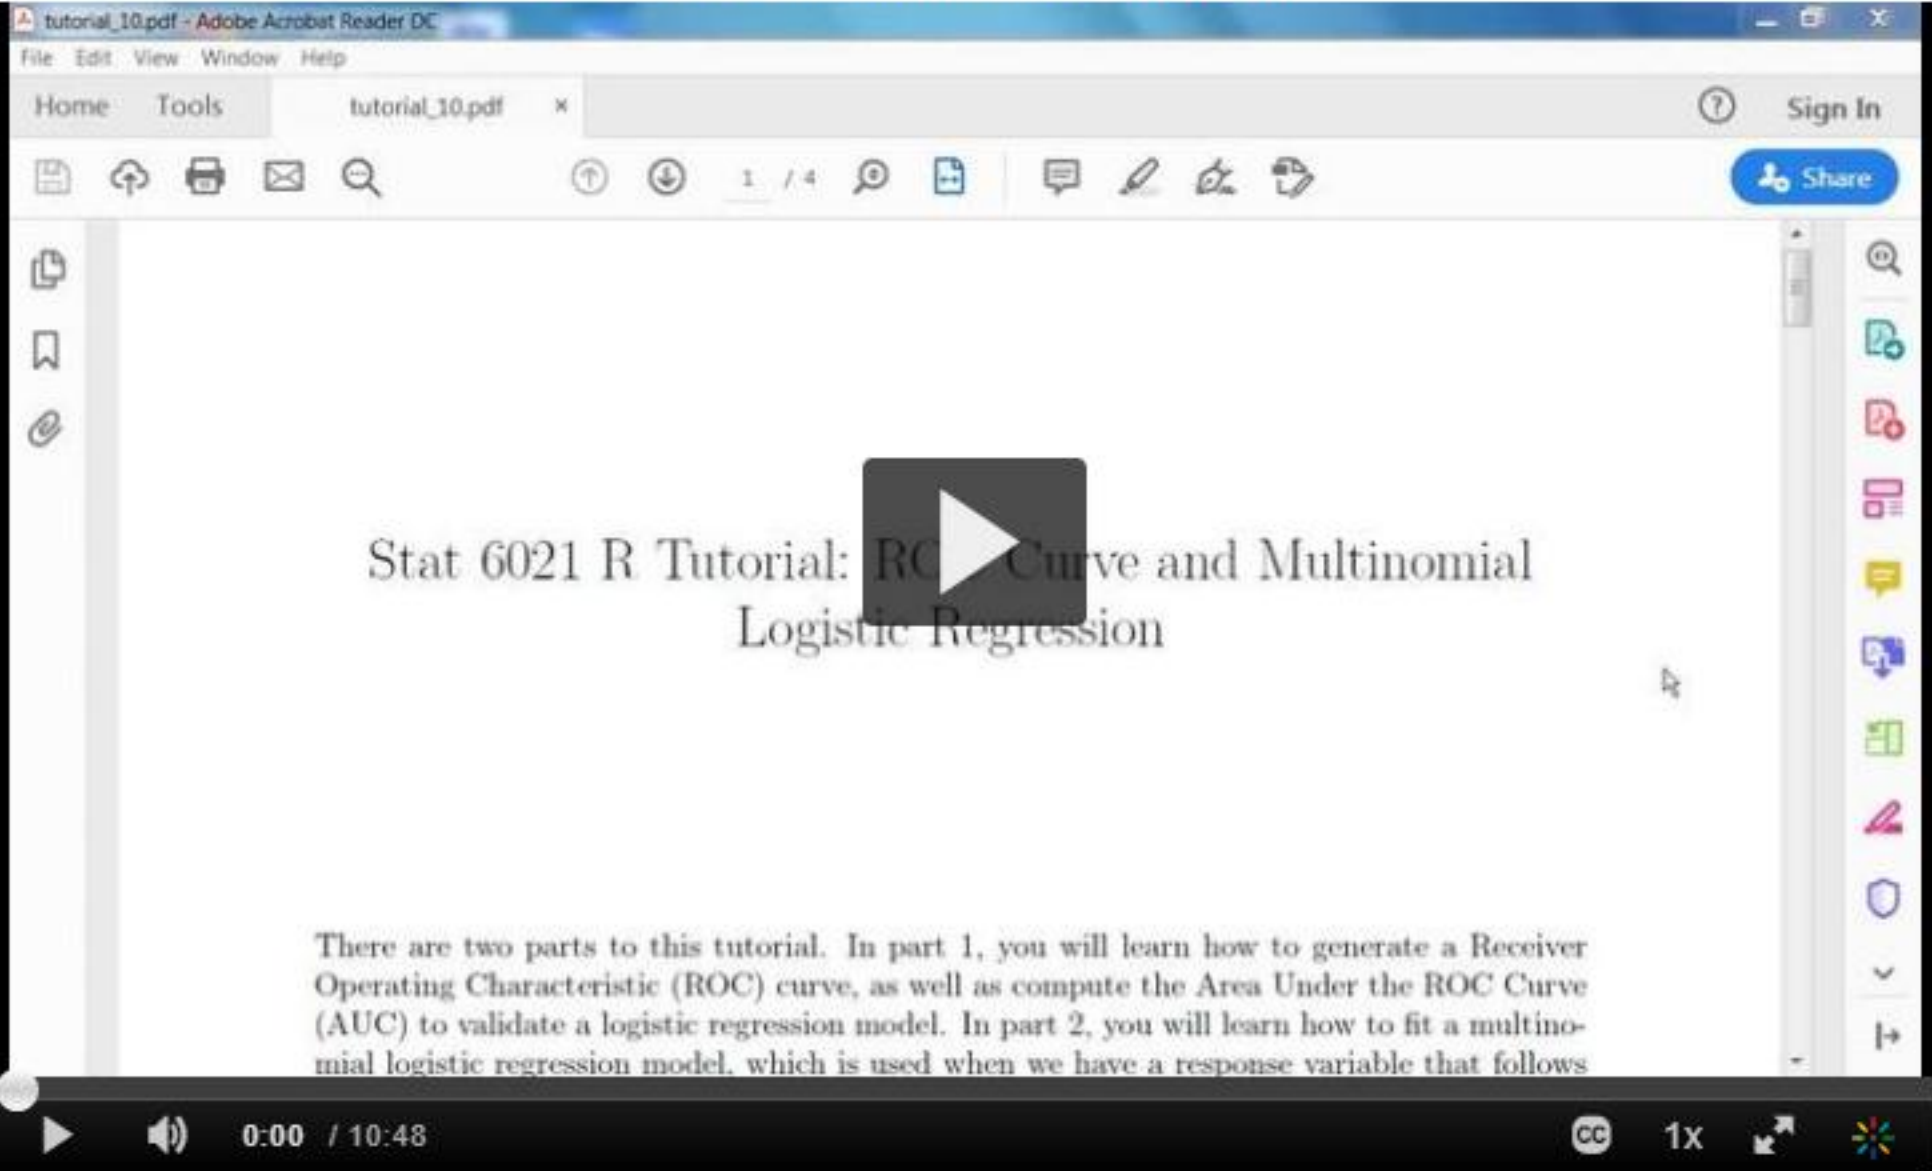 tutorial_10.pdf - Adobe Acrobat Reader DC
File Edit View Window Help
Home Tools tutorial_10.pdf × ? Sign In
1 / 4 Share
Stat 6021 R Tutorial: ROC Curve and Multinomial
Logistic Regression
There are two parts to this tutorial. In part 1, you will learn how to generate a Receiver
Operating Characteristic (ROC) curve, as well as compute the Area Under the ROC Curve
(AUC) to validate a logistic regression model. In part 2, you will learn how to fit a multino-
mial logistic regression model, which is used when we have a response variable that follows
0:00 / 10:48 CC 1x